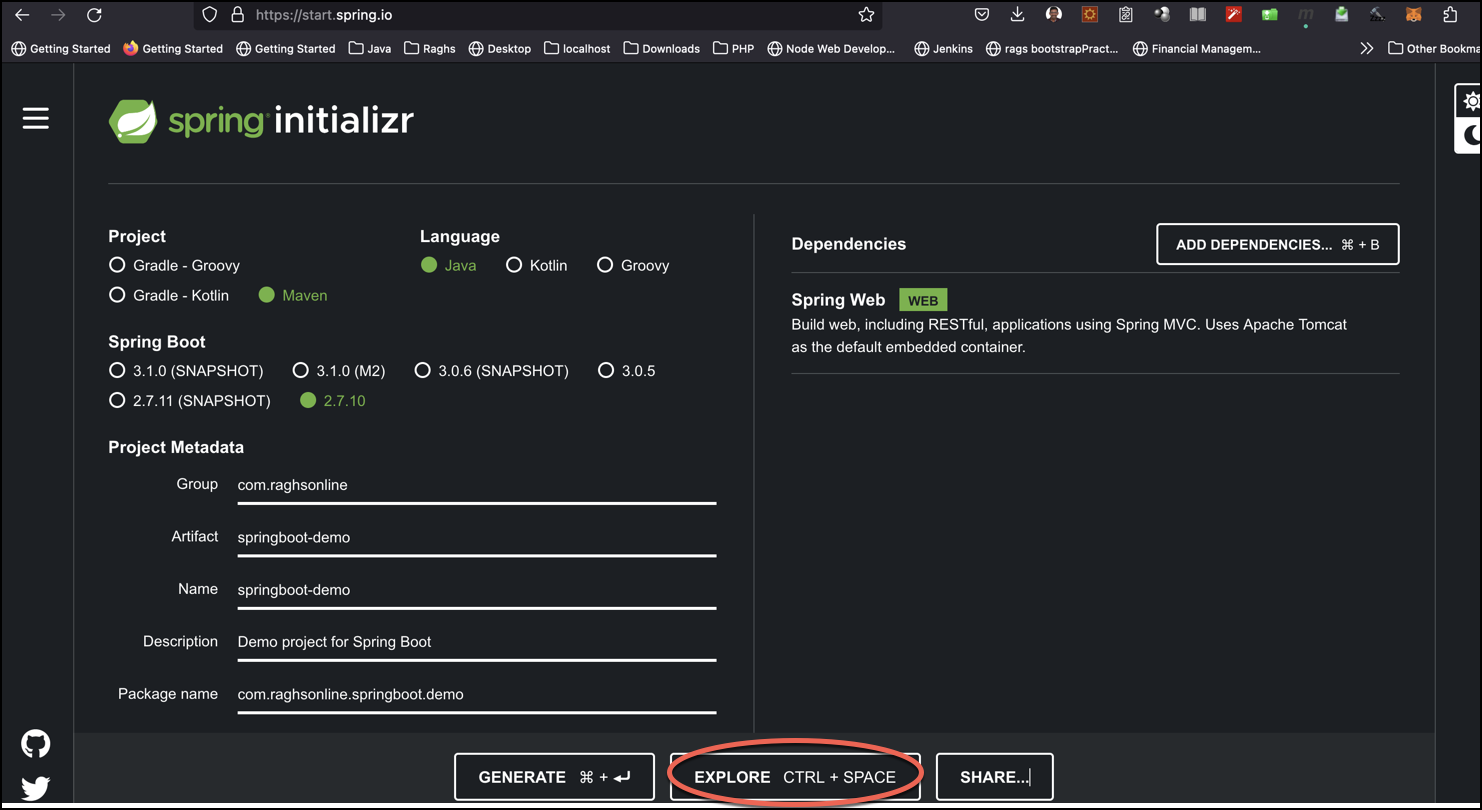 https://start.spring.io
Getting Started Getting Started Getting Started Java Raghs Desktop localhost Downloads PHP Node Web Develop... Jenkins rags bootstrapPract... Financial Managem... Other Bookma
spring initializr
Project
Gradle - Groovy
Gradle - Kotlin Maven
Language
Java Kotlin Groovy
Spring Boot
3.1.0 (SNAPSHOT) 3.1.0 (M2) 3.0.6 (SNAPSHOT) 3.0.5
2.7.11 (SNAPSHOT) 2.7.10
Project Metadata
Group com.raghsonline
Artifact springboot-demo
Name springboot-demo
Description Demo project for Spring Boot
Package name com.raghsonline.springboot.demo
Dependencies ADD DEPENDENCIES... ⌘ + B
Spring Web WEB
Build web, including RESTful, applications using Spring MVC. Uses Apache Tomcat
as the default embedded container.
GENERATE ⌘ + ↵ EXPLORE CTRL + SPACE SHARE...